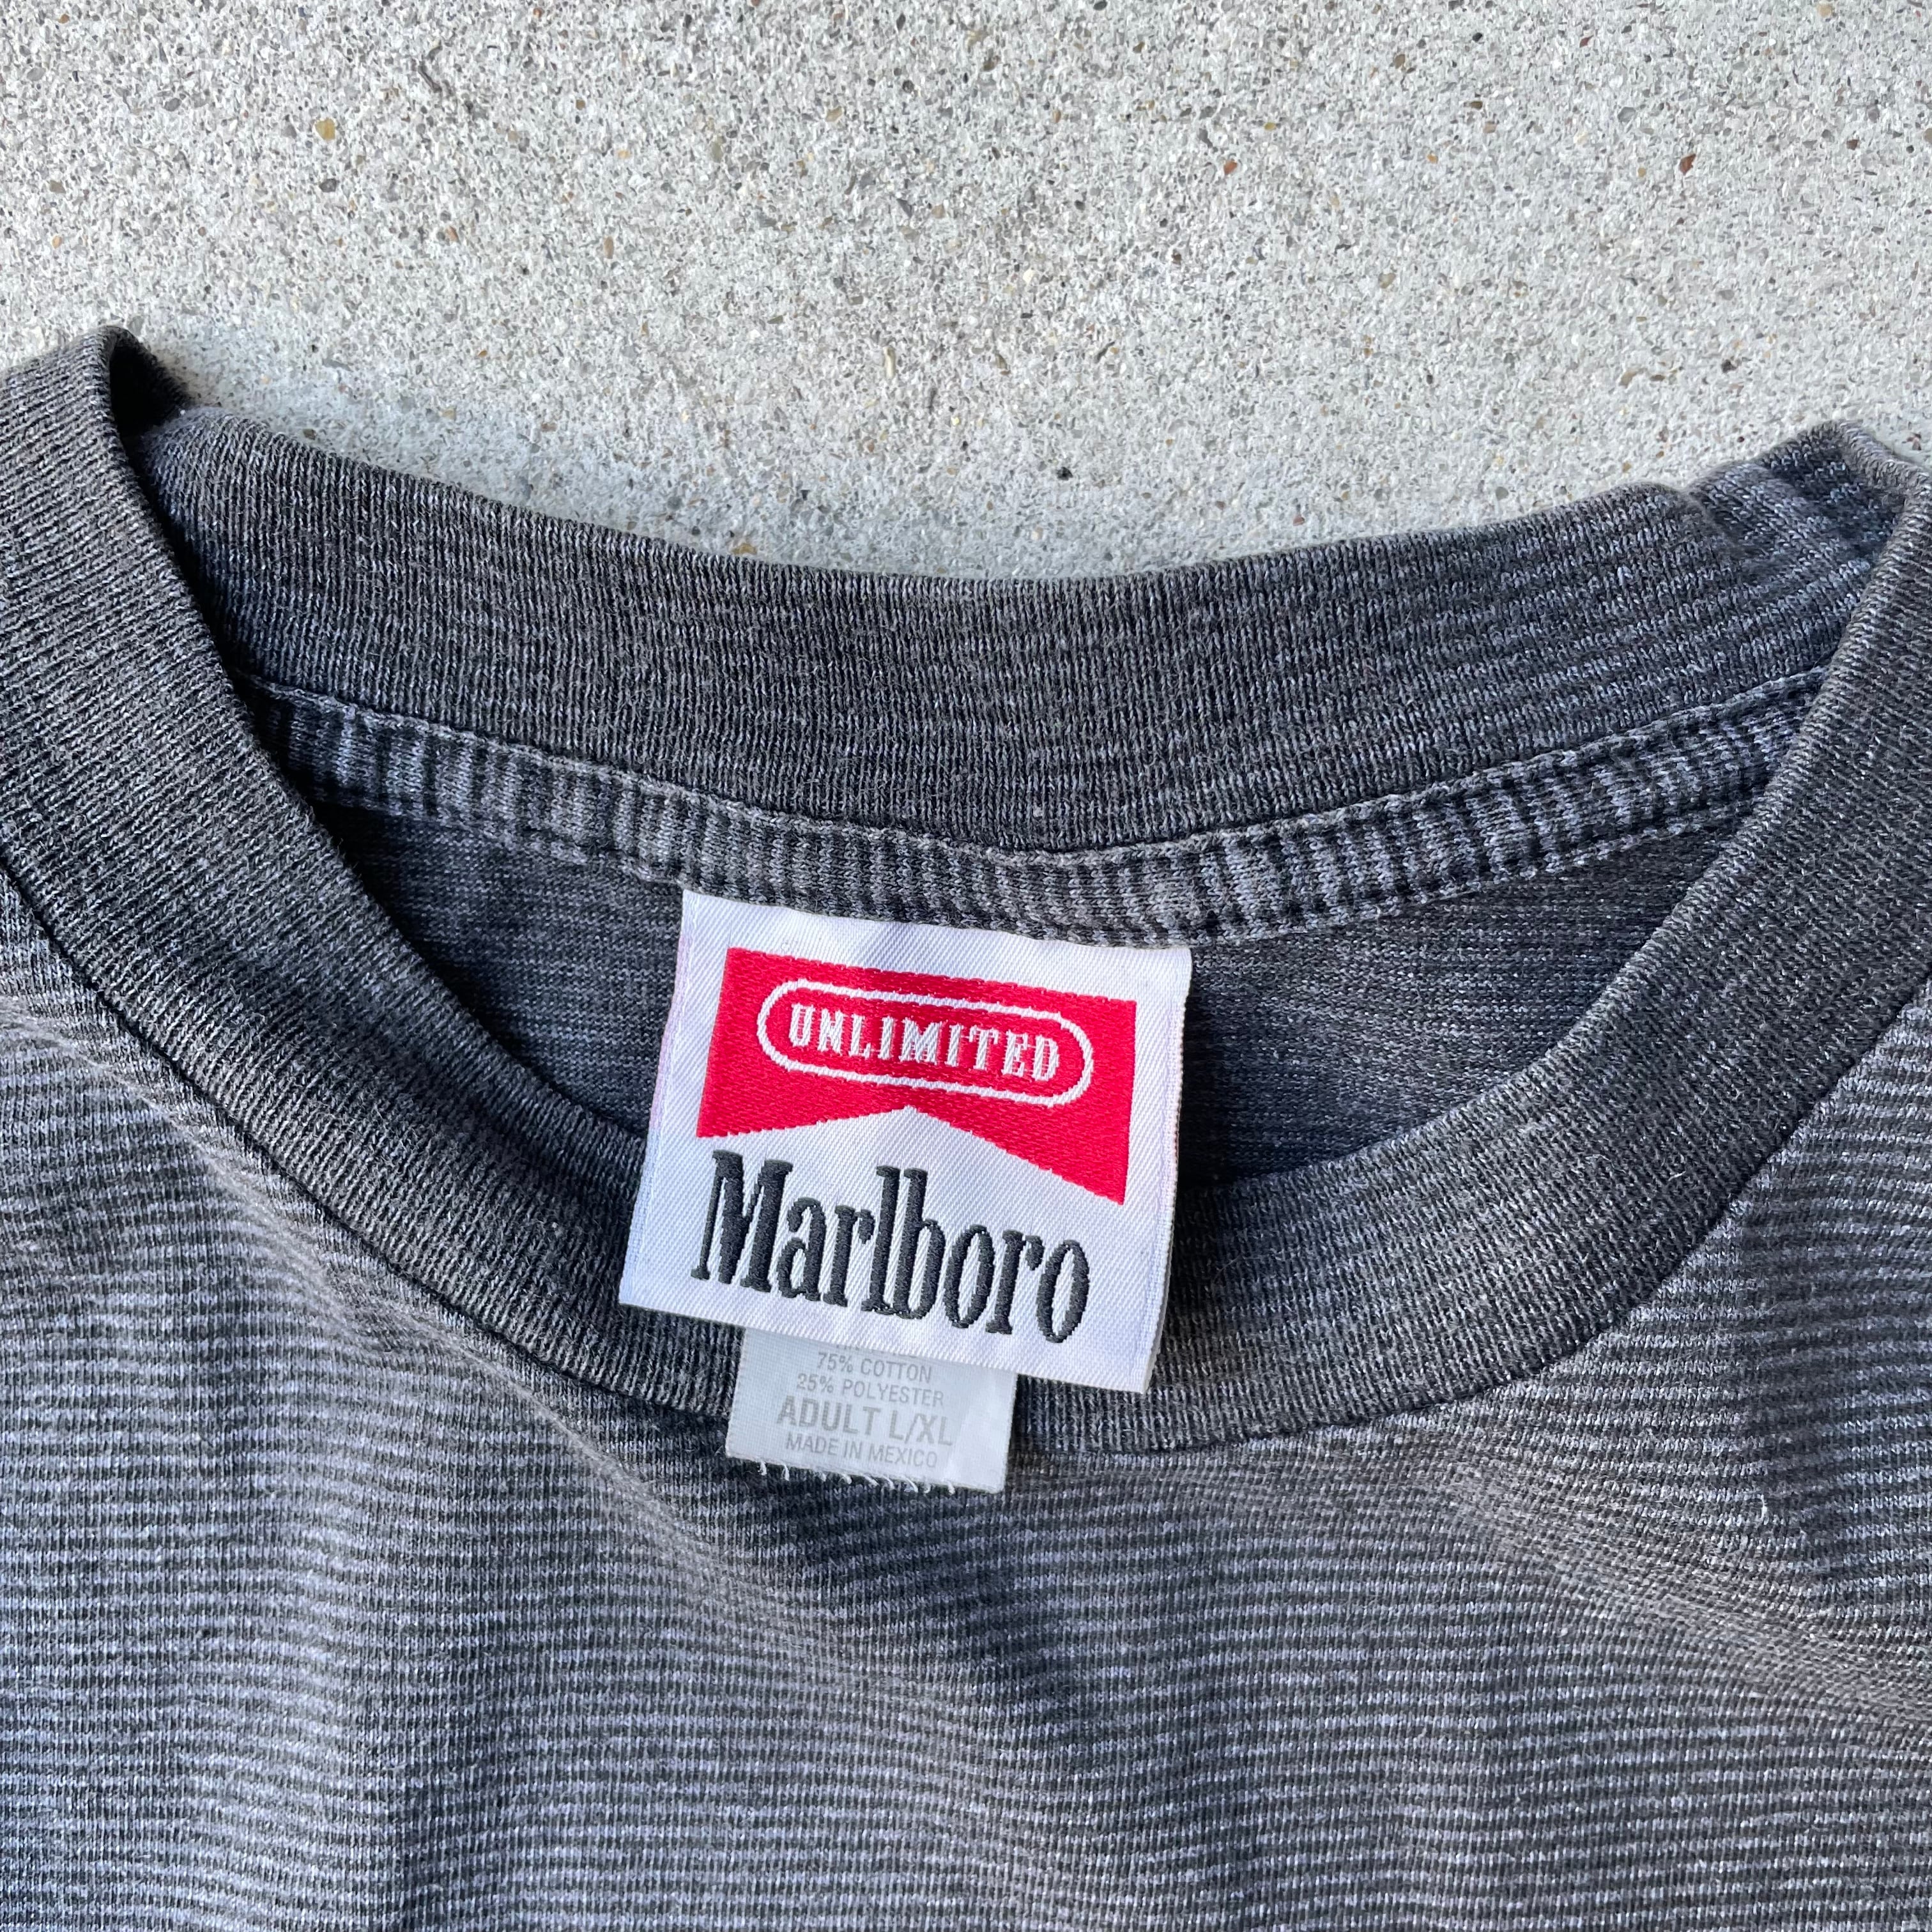 UNLIMITED
Marlboro
75% COTTON
25% POLYESTER
ADULT L/XL
MADE IN MEXICO